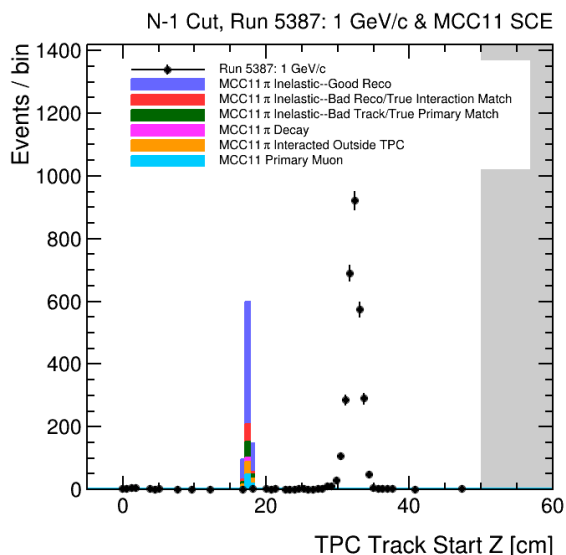 N-1 Cut, Run 5387: 1 GeV/c & MCC11 SCE
Events / bin
1400
1200
1000
800
600
400
200
0
Run 5387: 1 GeV/c
MCC11 π Inelastic--Good Reco
MCC11 π Inelastic--Bad Reco/True Interaction Match
MCC11 π Inelastic--Bad Track/True Primary Match
MCC11 π Decay
MCC11 π Interacted Outside TPC
MCC11 Primary Muon
0 20 40 60
TPC Track Start Z [cm]